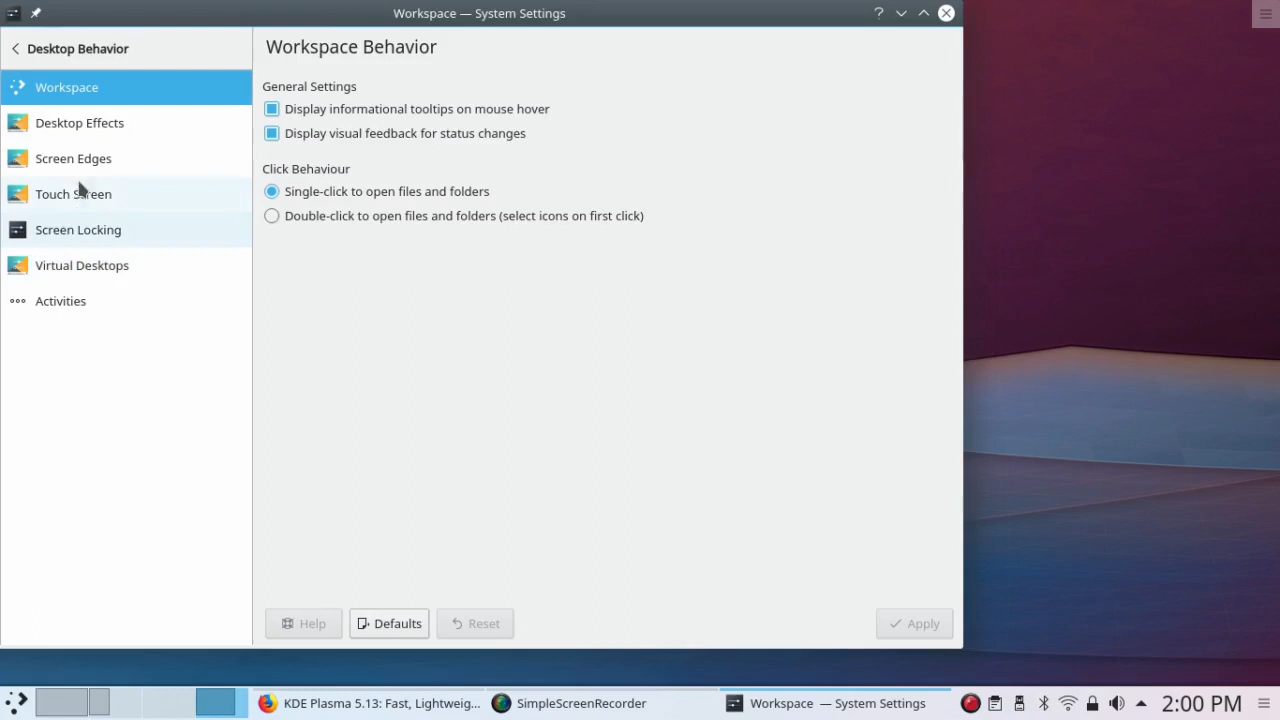 Workspace — System Settings
Desktop Behavior
Workspace
Desktop Effects
Screen Edges
Touch Screen
Screen Locking
Virtual Desktops
Activities
Workspace Behavior
General Settings
Display informational tooltips on mouse hover
Display visual feedback for status changes
Click Behaviour
Single-click to open files and folders
Double-click to open files and folders (select icons on first click)
Help
Defaults
Reset
Apply
KDE Plasma 5.13: Fast, Lightweig...
SimpleScreenRecorder
Workspace — System Settings
2:00 PM